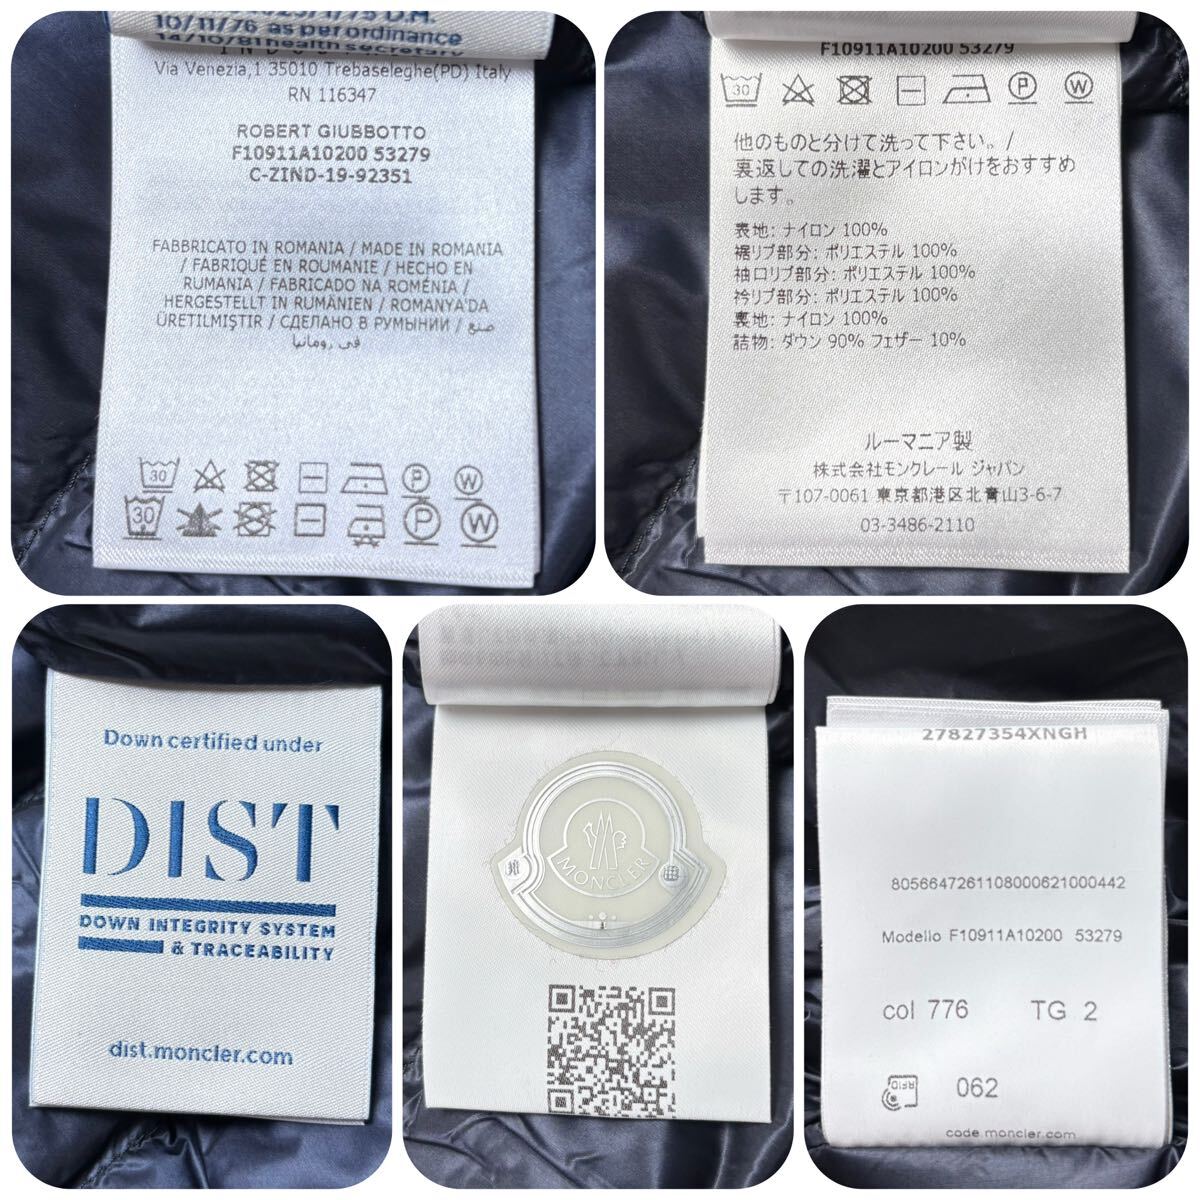 10/11/76 as per ordinance
14/10/81 health secretary
Via Venezia,1 35010 Trebaseleghe(PD) Italy
RN 116347
ROBERT GIUBBOTTO
F10911A10200 53279
C-ZIND-19-92351
FABBRICATO IN ROMANIA / MADE IN ROMANIA
/ FABRIQUÉ EN ROUMANIE / HECHO EN
RUMANIA / FABRICADO NA ROMÉNIA /
HERGESTELLT IN RUMÄNIEN / ROMANYA'DA
ÜRETILMIŞTIR / СДЕЛАНО В РУМЫНИИ / صنع
في رومانيا
30 P W
30 P W
F10911A10200 53279
30 P W
他のものと分けて洗って下さい。/
裏返しての洗濯とアイロンがけをおすすめ
します。
表地: ナイロン 100%
裾リブ部分: ポリエステル 100%
袖口リブ部分: ポリエステル 100%
衿リブ部分: ポリエステル 100%
裏地: ナイロン 100%
詰物: ダウン 90% フェザー 10%
ルーマニア製
株式会社モンクレール ジャパン
〒107-0061 東京都港区北青山3-6-7
03-3486-2110
Down certified under
DIST
DOWN INTEGRITY SYSTEM
& TRACEABILITY
dist.moncler.com
MONCLER
27827354XNGH
8056647261108000621000442
Modello F10911A10200 53279
col 776 TG 2
RFID 062
code.moncler.com